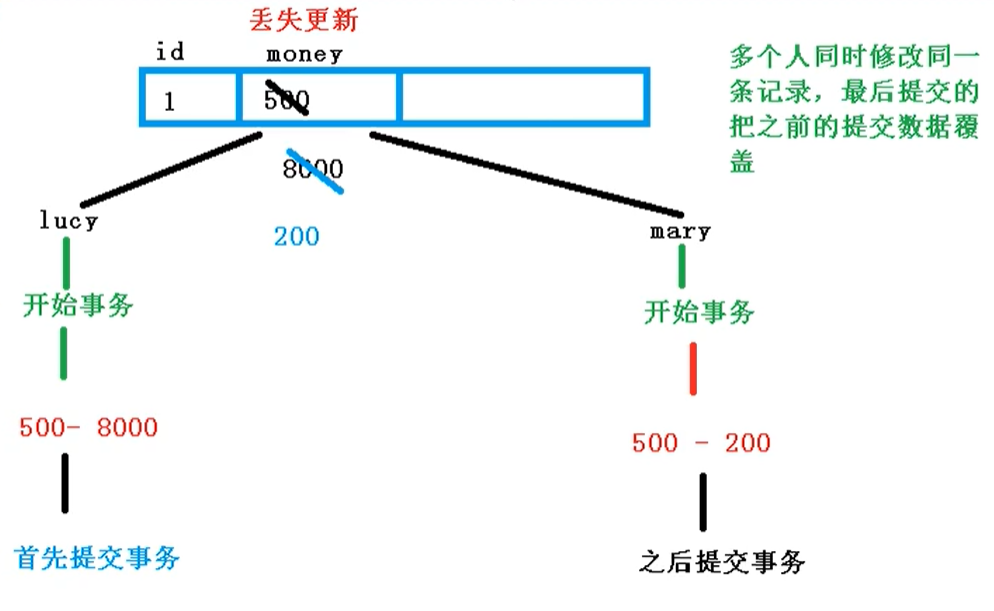 丢失更新
id money
1 500
8000
200
多个人同时修改同一
条记录，最后提交的
把之前的提交数据覆
盖
lucy
开始事务
500- 8000
首先提交事务
mary
开始事务
500 - 200
之后提交事务